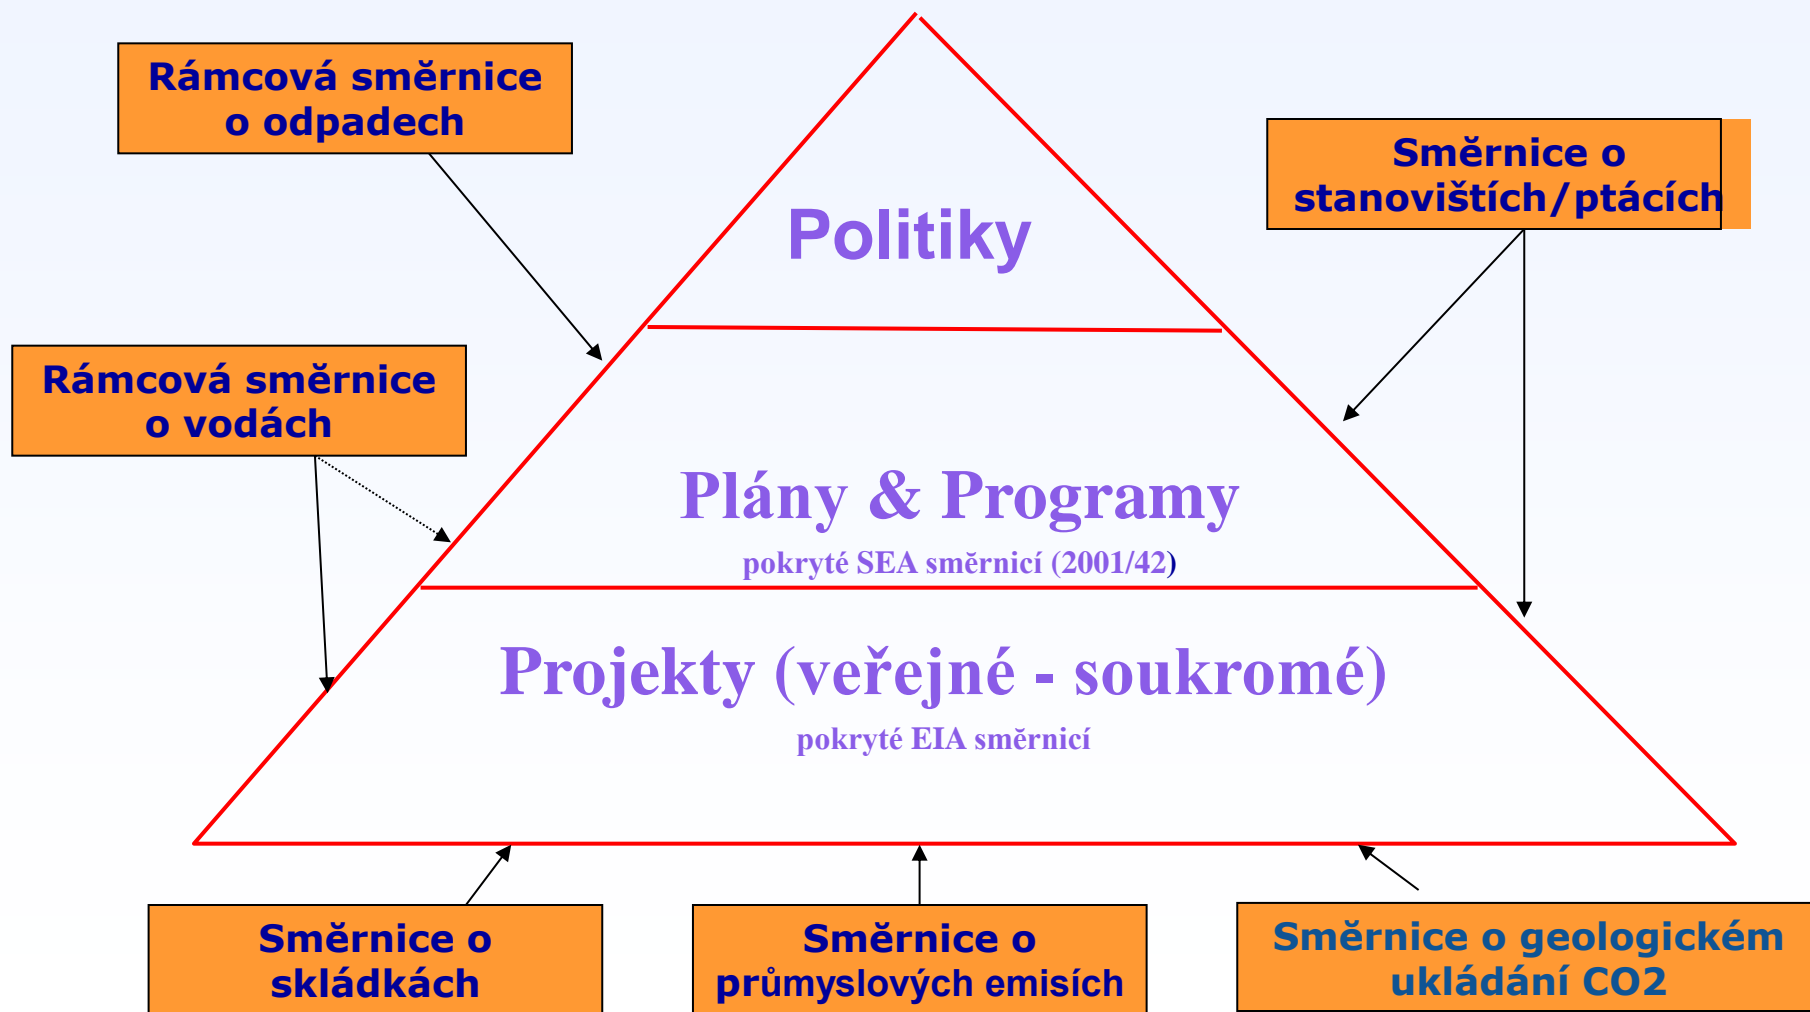 Rámcová směrnice
o odpadech
Směrnice o
stanovištích/ptácích
Politiky
Rámcová směrnice
o vodách
Plány & Programy
pokryté SEA směrnicí (2001/42)
Projekty (veřejné - soukromé)
pokryté EIA směrnicí
Směrnice o
skládkách
Směrnice o
průmyslových emisích
Směrnice o geologickém
ukládání CO2